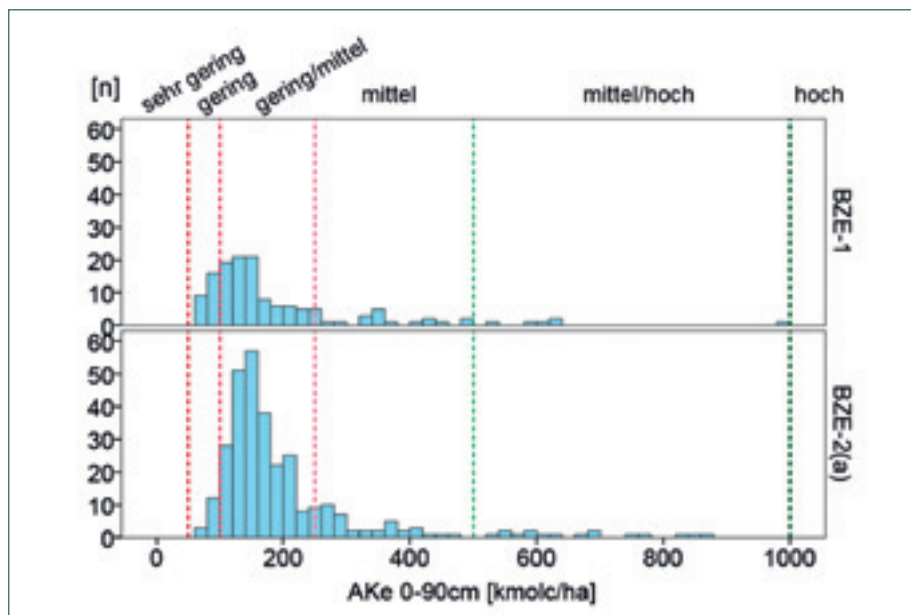 [n]
sehr gering
gering
gering/mittel
mittel
mittel/hoch
hoch
60
50
40
30
20
10
0
BZE-1
60
50
40
30
20
10
0
BZE-2(a)
0 200 400 600 800 1000
AKe 0-90cm [kmolc/ha]